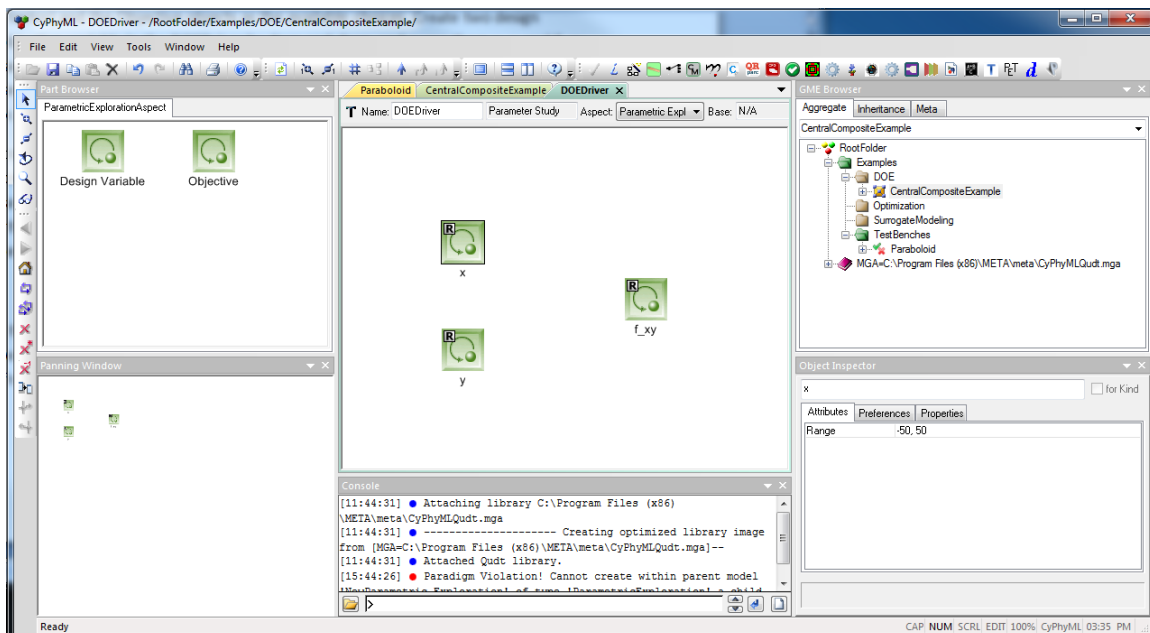 CyPhyML - DOEDriver - /RootFolder/Examples/DOE/CentralCompositeExample/
File Edit View Tools Window Help
Part Browser
ParametricExplorationAspect
Design Variable Objective
Panning Window
Paraboloid CentralCompositeExample DOEDriver
Name: DOEDriver Parameter Study Aspect: Parametric Expl Base: N/A
R
x
R
f_xy
R
y
Console
[11:44:31] Attaching library C:\Program Files (x86)
\META\meta\CyPhyMLQudt.mga
[11:44:31] --------------------- Creating optimized library image
from [MGA=C:\Program Files (x86)\META\meta\CyPhyMLQudt.mga]--
[11:44:31] Attached Qudt library.
[15:44:26] Paradigm Violation! Cannot create within parent model
>
GME Browser
Aggregate Inheritance Meta
CentralCompositeExample
RootFolder
Examples
DOE
CentralCompositeExample
Optimization
SurrogateModeling
TestBenches
Paraboloid
MGA=C:\Program Files (x86)\META\meta\CyPhyMLQudt.mga
Object Inspector
x for Kind
Attributes Preferences Properties
Range -50, 50
Ready CAP NUM SCRL EDIT 100% CyPhyML 03:35 PM